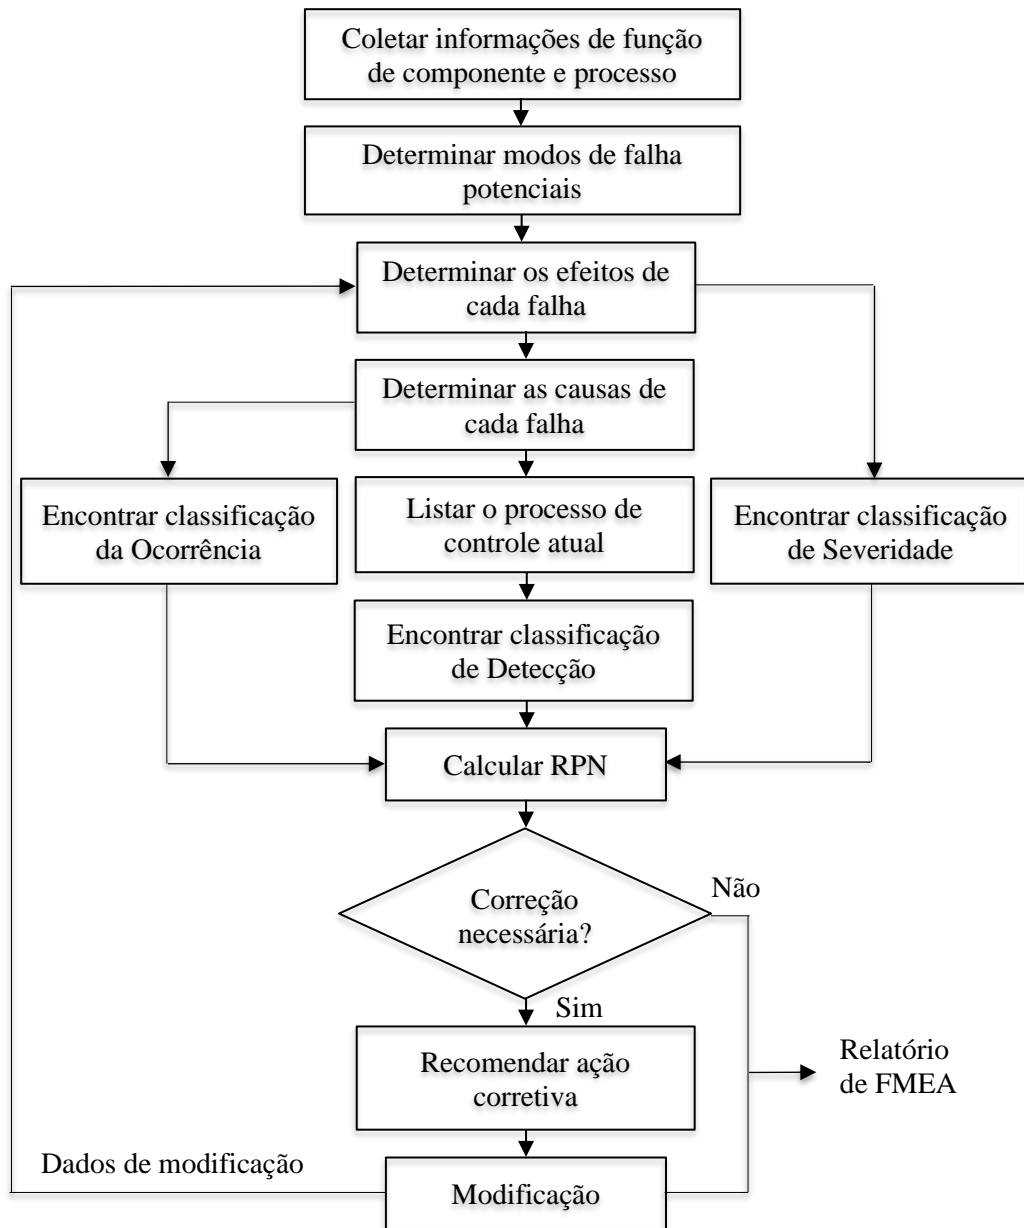 Coletar informações de função
de componente e processo
Determinar modos de falha
potenciais
Determinar os efeitos de
cada falha
Determinar as causas de
cada falha
Encontrar classificação
da Ocorrência
Listar o processo de
controle atual
Encontrar classificação
de Severidade
Encontrar classificação
de Detecção
Calcular RPN
Correção
necessária?
Não
Sim
Recomendar ação
corretiva
Relatório
de FMEA
Dados de modificação
Modificação